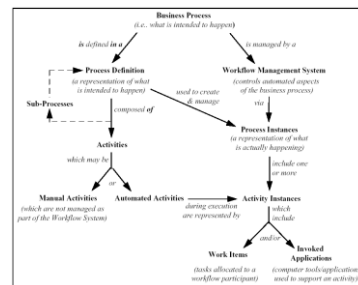 Business Process
(i.e.. what is intended to happen)
is defined in a
is managed by a
Process Definition
(a representation of what
is intended to happen)
Workflow Management System
(controls automated aspects
of the business process)
used to create
& manage
Sub-Processes
composed of
via
Process Instances
(a representation of what
is actually happening)
Activities
which may be
include one
or more
or
Manual Activities
(which are not managed as
part of the Workflow System)
Automated Activities
during execution
are represented by
Activity Instances
which
include
and/or
Work Items
(tasks allocated to a
workflow participant)
Invoked
Applications
(computer tools/applications
used to support an activity)